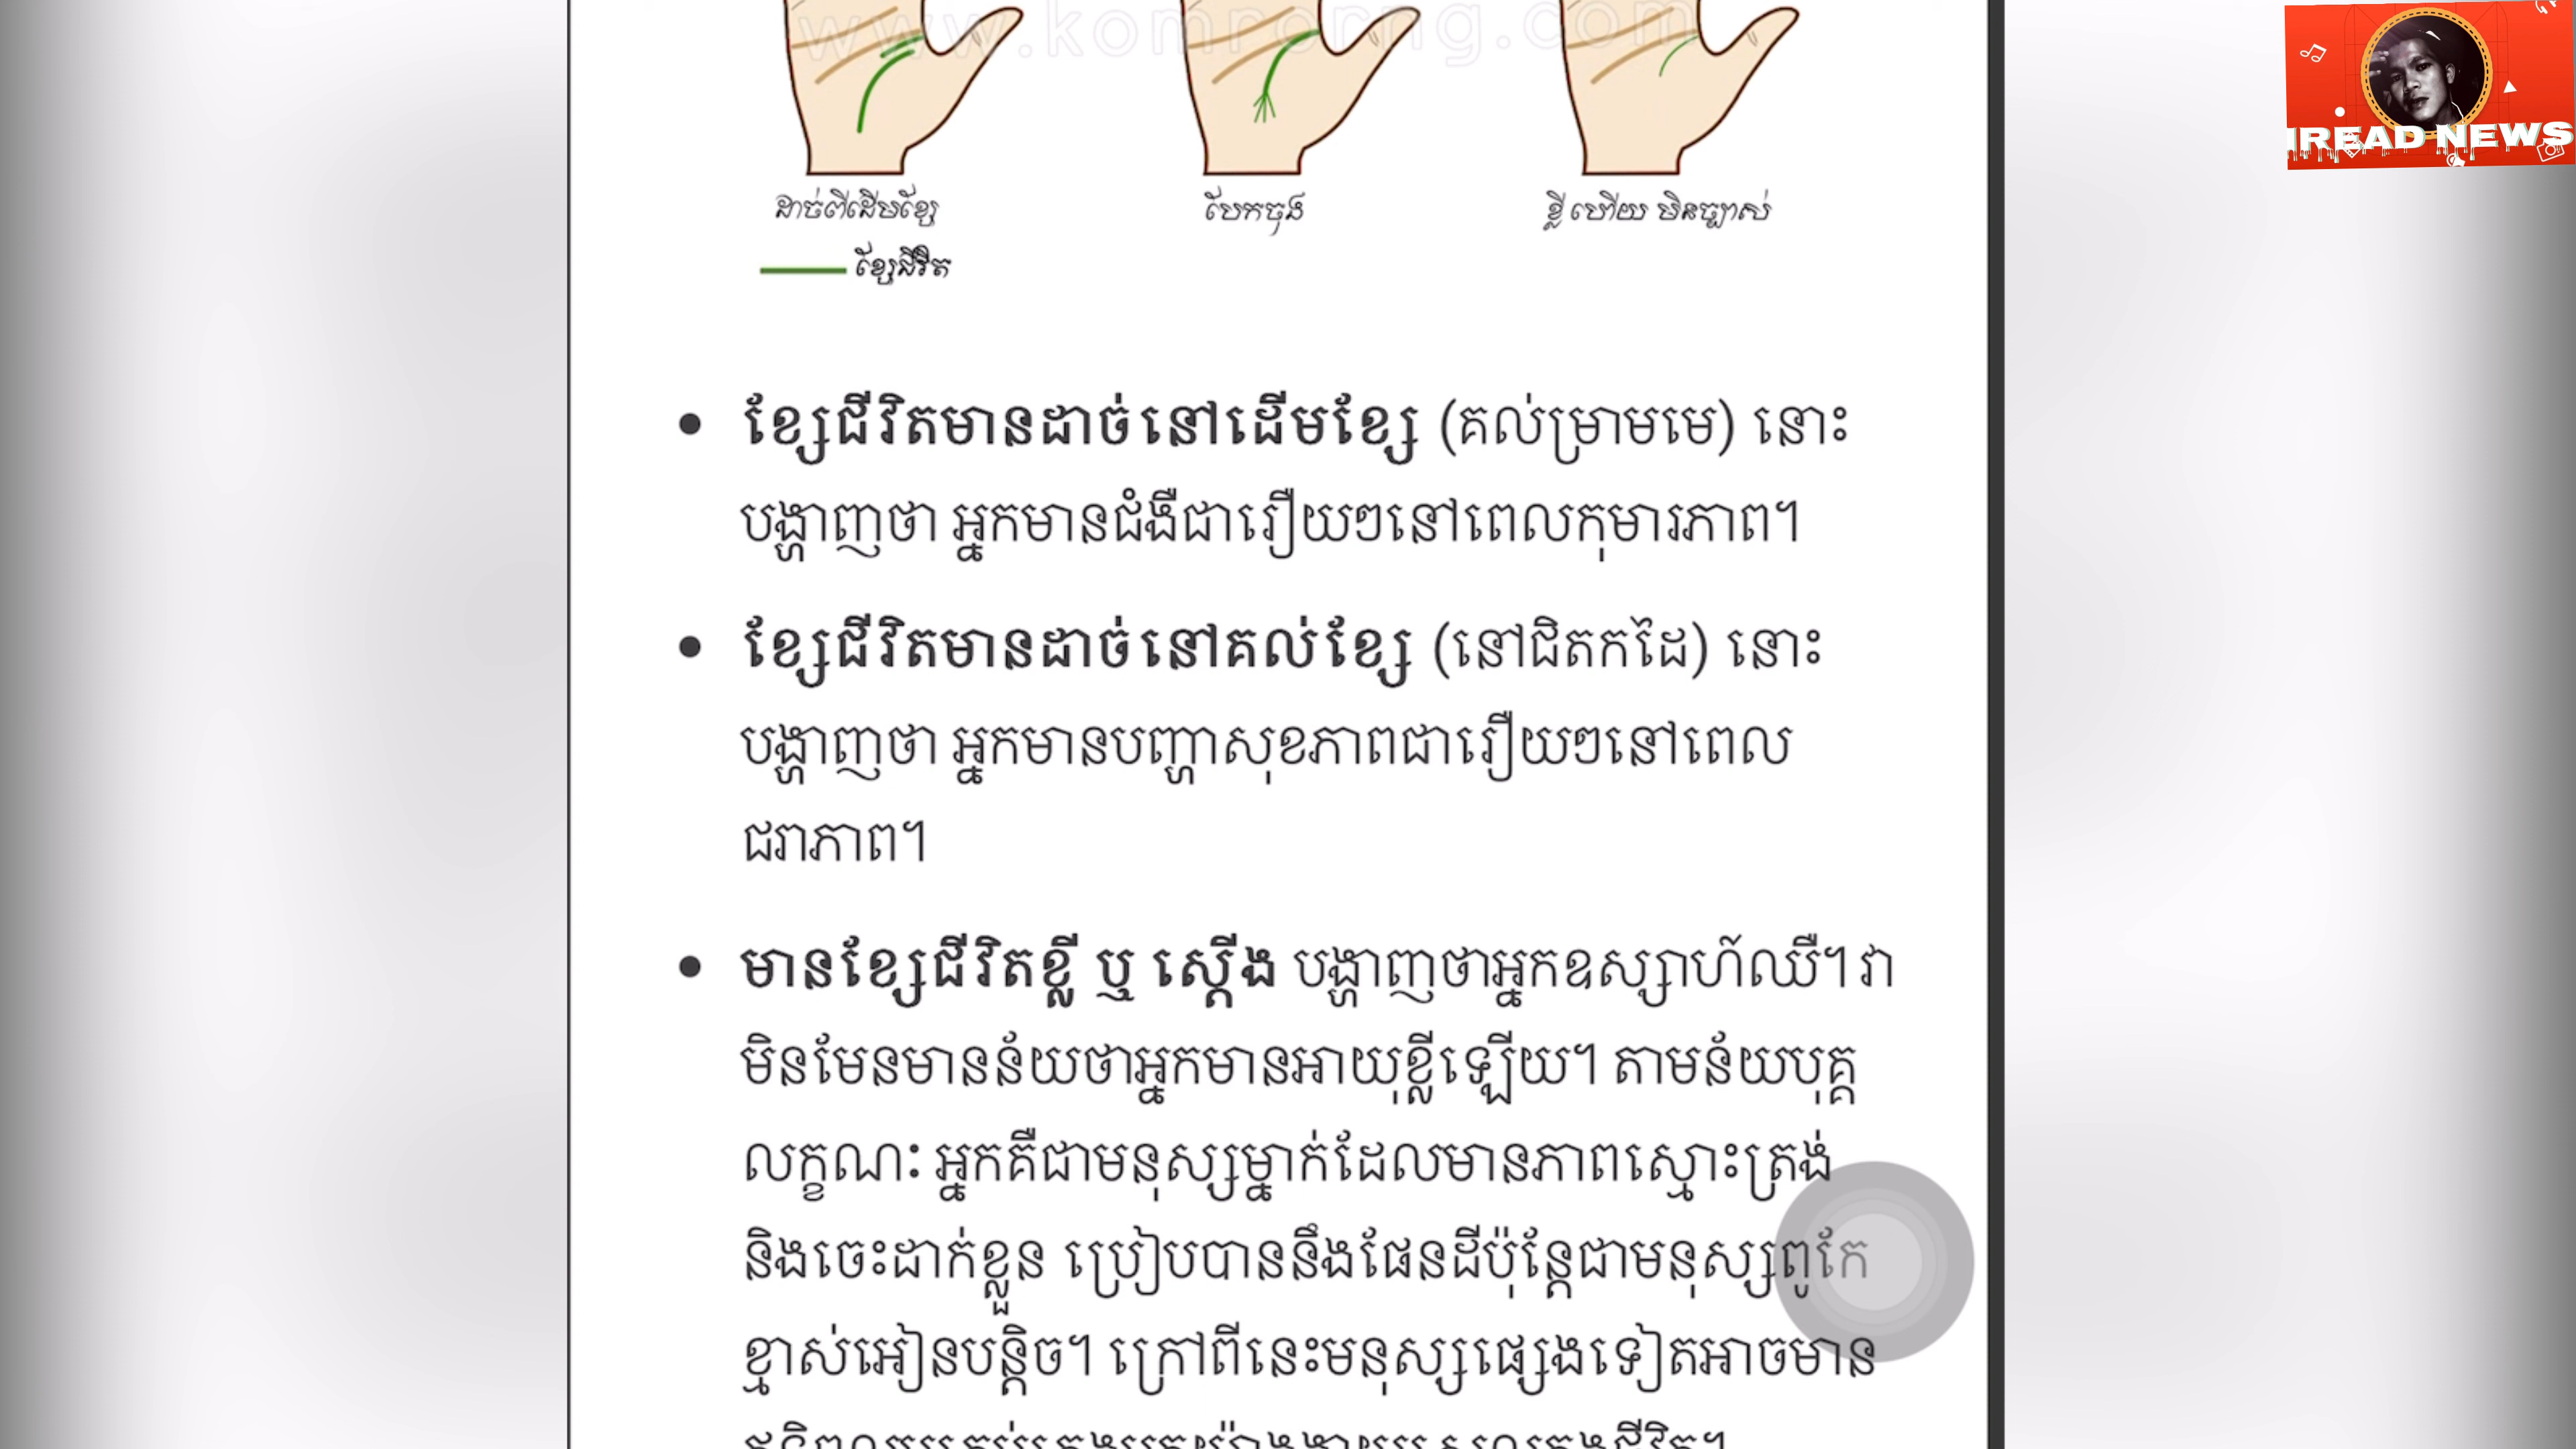 www.komrorng.com
IREAD NEWS
ដាច់ពីដើមខ្សែ
បែកចុង
ខ្លី ហើយ មិនច្បាស់
ខ្សែជីវិត
ខ្សែជីវិតមានដាច់នៅដើមខ្សែ (គល់ម្រាមមេ) នោះ
បង្ហាញថា អ្នកមានជំងឺជារឿយៗនៅពេលកុមារភាព។
ខ្សែជីវិតមានដាច់នៅគល់ខ្សែ (នៅជិតកដៃ) នោះ
បង្ហាញថា អ្នកមានបញ្ហាសុខភាពជារឿយៗនៅពេល
ជរាភាព។
មានខ្សែជីវិតខ្លី ឬ ស្តើង បង្ហាញថាអ្នកឧស្សាហ៍ឈឺ។ វា
មិនមែនមានន័យថាអ្នកមានអាយុខ្លីឡើយ។ តាមន័យបុគ្គ
លក្ខណៈ អ្នកគឺជាមនុស្សម្នាក់ដែលមានភាពស្មោះត្រង់
និងចេះដាក់ខ្លួន ប្រៀបបាននឹងផែនដីប៉ុន្តែជាមនុស្សពូកែ
ខ្មាស់អៀនបន្តិច។ ក្រៅពីនេះមនុស្សផ្សេងទៀតអាចមាន